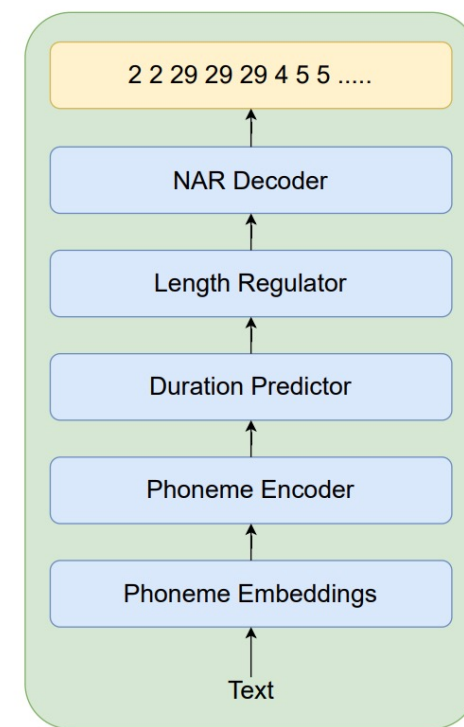 2 2 29 29 29 4 5 5 .....
NAR Decoder
Length Regulator
Duration Predictor
Phoneme Encoder
Phoneme Embeddings
Text